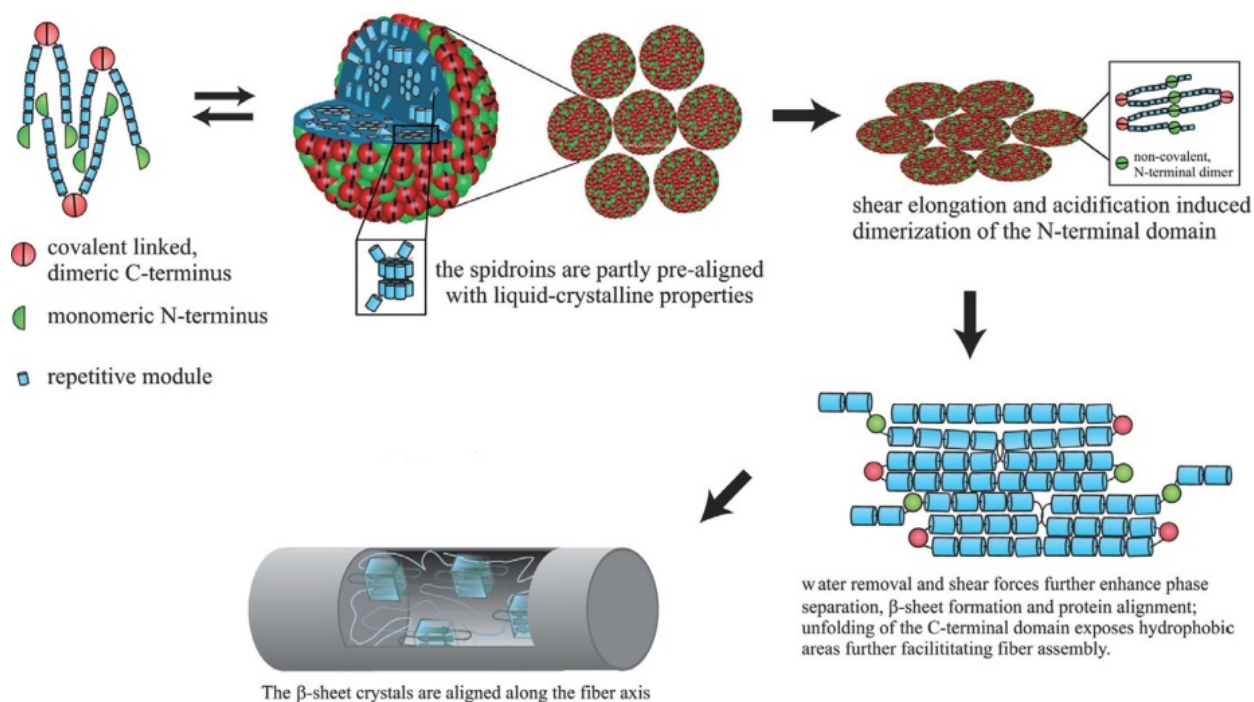 covalent linked,
dimeric C-terminus
monomeric N-terminus
repetitive module
the spidroins are partly pre-aligned
with liquid-crystalline properties
non-covalent,
N-terminal dimer
shear elongation and acidification induced
dimerization of the N-terminal domain
water removal and shear forces further enhance phase
separation, β-sheet formation and protein alignment;
unfolding of the C-terminal domain exposes hydrophobic
areas further facilititating fiber assembly.
The β-sheet crystals are aligned along the fiber axis